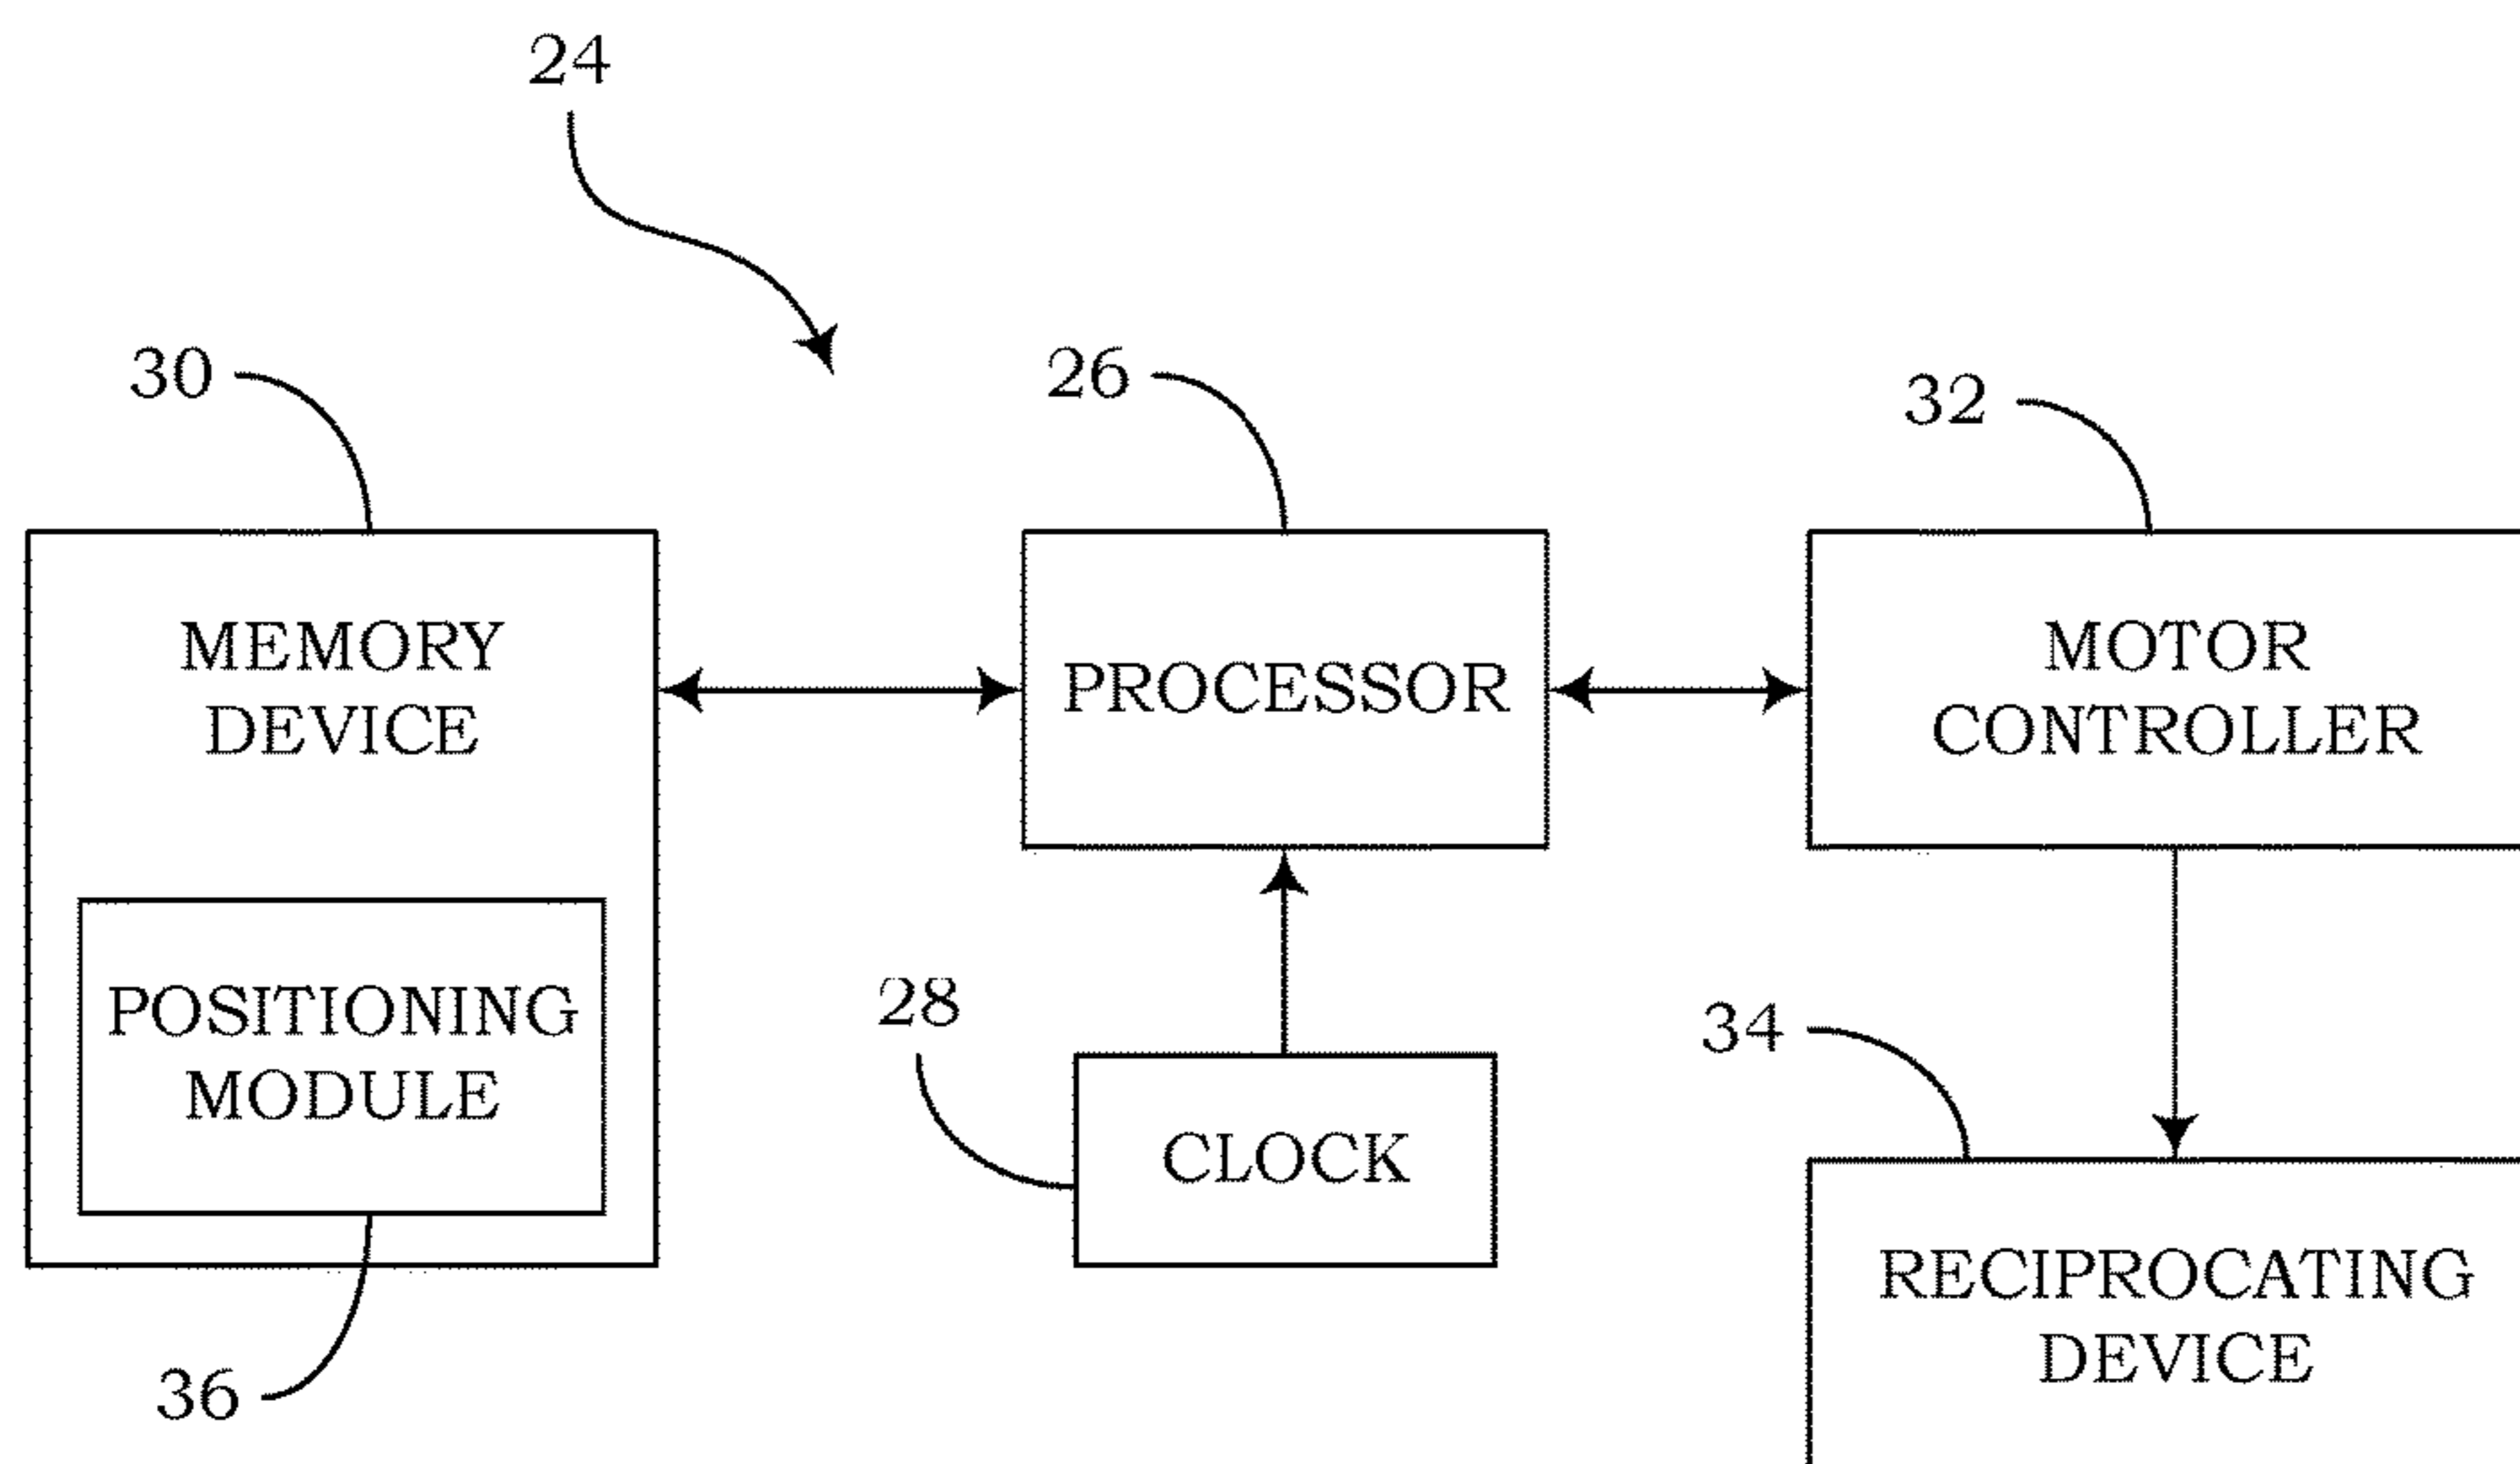 24
30
26
32
MEMORY
DEVICE
PROCESSOR
MOTOR
CONTROLLER
POSITIONING
MODULE
28
CLOCK
34
RECIPROCATING
DEVICE
36